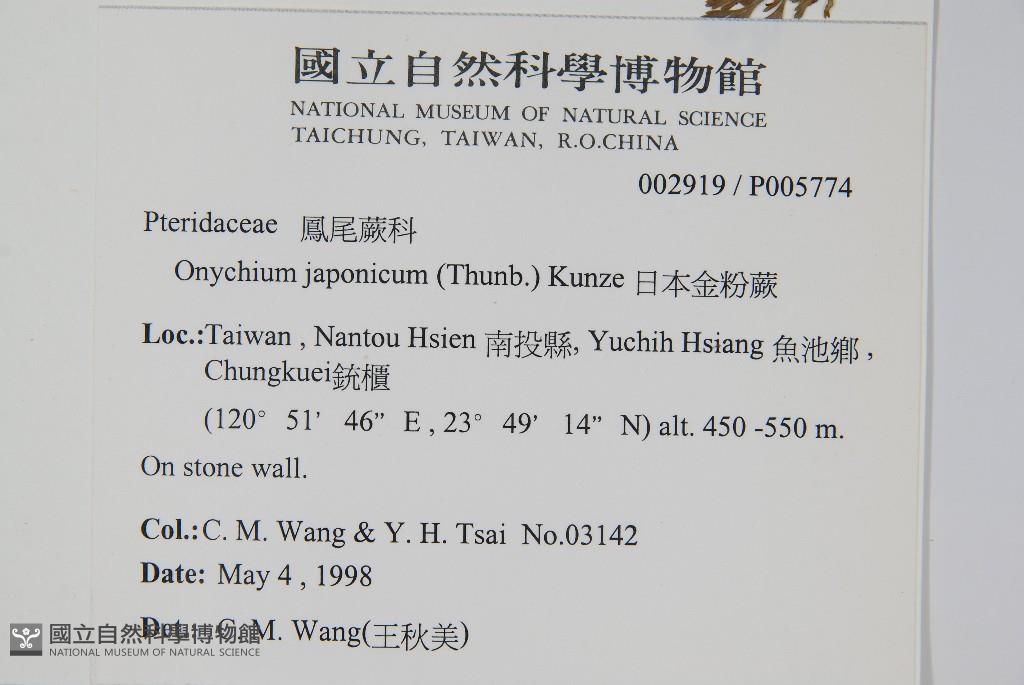 國立自然科學博物館
NATIONAL MUSEUM OF NATURAL SCIENCE
TAICHUNG, TAIWAN, R.O.CHINA
002919 / P005774
Pteridaceae 鳳尾蕨科
Onychium japonicum (Thunb.) Kunze 日本金粉蕨
Loc.:Taiwan , Nantou Hsien 南投縣, Yuchih Hsiang 魚池鄉 ,
Chungkuei銃櫃
(120° 51’ 46” E , 23° 49’ 14” N) alt. 450 -550 m.
On stone wall.
Col.:C. M. Wang & Y. H. Tsai No.03142
Date: May 4 , 1998
Det.: C. M. Wang(王秋美)
國立自然科學博物館
NATIONAL MUSEUM OF NATURAL SCIENCE